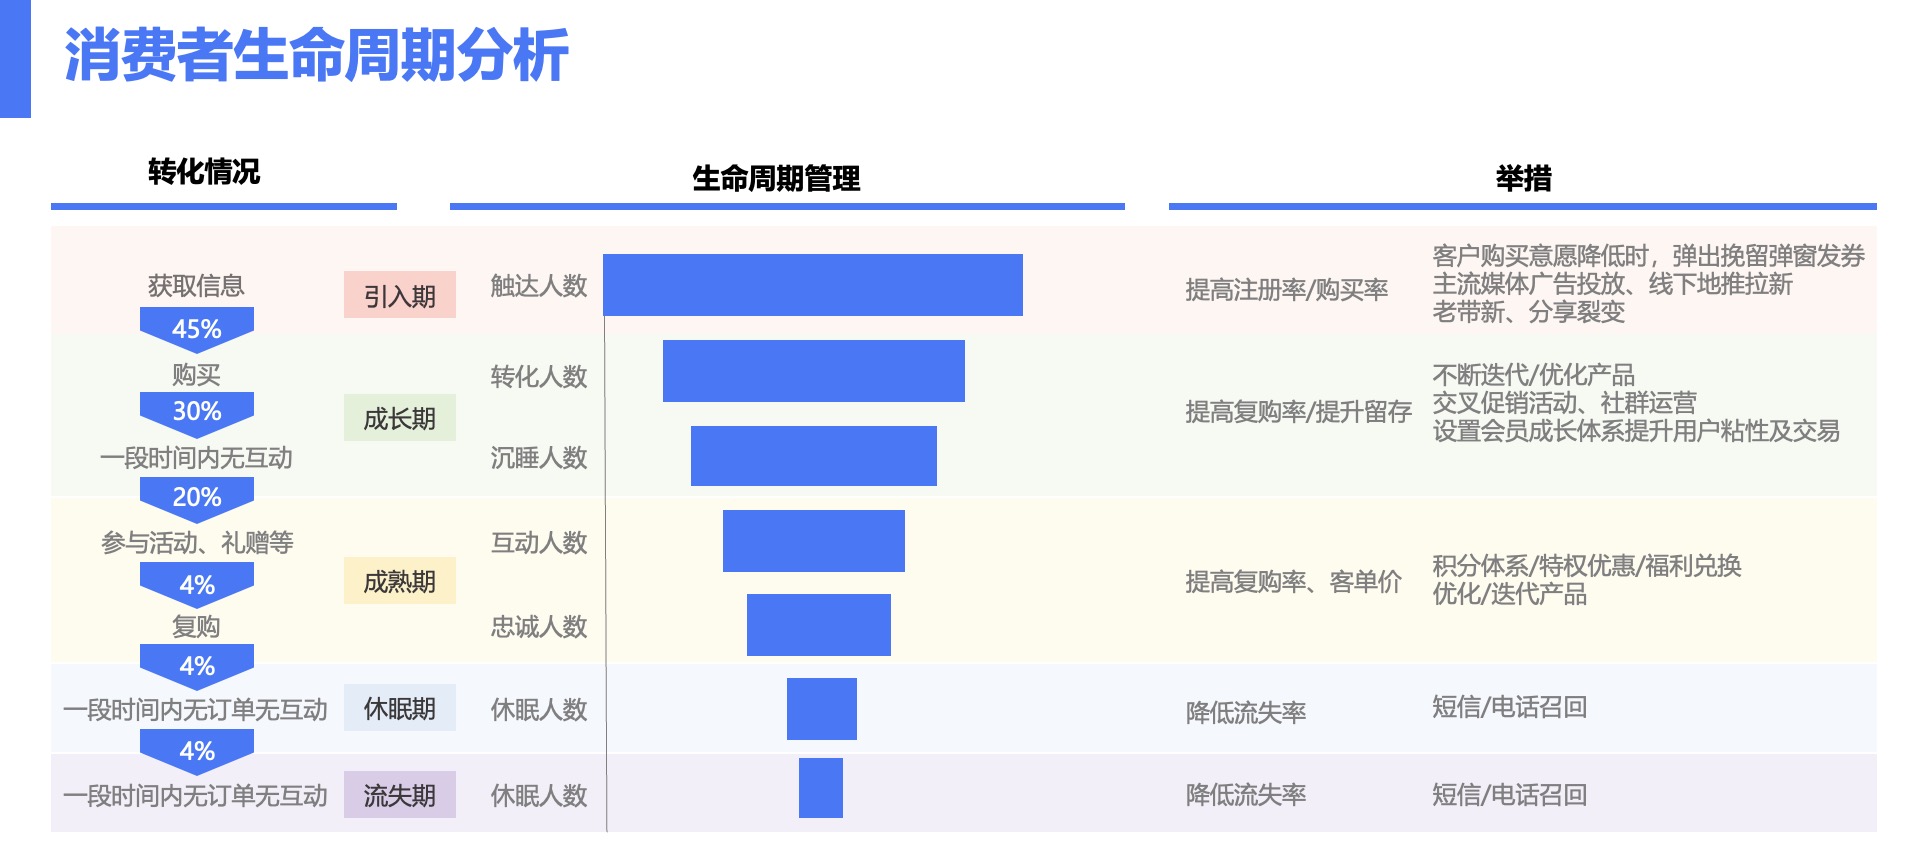 消费者生命周期分析
转化情况
生命周期管理
举措
获取信息
45%
购买
30%
一段时间内无互动
20%
参与活动、礼赠等
4%
复购
4%
一段时间内无订单无互动
4%
一段时间内无订单无互动
引入期
成长期
成熟期
休眠期
流失期
触达人数
转化人数
沉睡人数
互动人数
忠诚人数
休眠人数
休眠人数
提高注册率/购买率
客户购买意愿降低时，弹出挽留弹窗发券
主流媒体广告投放、线下地推拉新
老带新、分享裂变
提高复购率/提升留存
不断迭代/优化产品
交叉促销活动、社群运营
设置会员成长体系提升用户粘性及交易
提高复购率、客单价
积分体系/特权优惠/福利兑换
优化/迭代产品
降低流失率
短信/电话召回
降低流失率
短信/电话召回